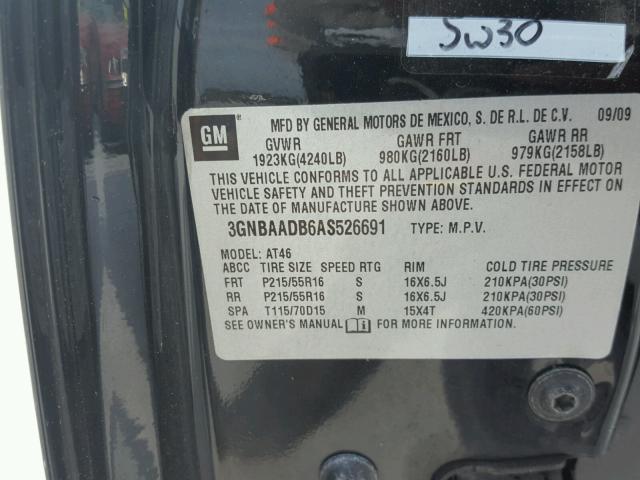 SW30
GM ®
MFD BY GENERAL MOTORS DE MEXICO, S. DE R.L. DE C.V. 09/09
GVWR GAWR FRT GAWR RR
1923KG(4240LB) 980KG(2160LB) 979KG(2158LB)
THIS VEHICLE CONFORMS TO ALL APPLICABLE U.S. FEDERAL MOTOR
VEHICLE SAFETY AND THEFT PREVENTION STANDARDS IN EFFECT ON
THE DATE OF MANUFACTURE SHOWN ABOVE.
3GNBAADB6AS526691 TYPE: M.P.V.
MODEL: AT46
ABCC TIRE SIZE SPEED RTG RIM COLD TIRE PRESSURE
FRT P215/55R16 S 16X6.5J 210KPA(30PSI)
RR P215/55R16 S 16X6.5J 210KPA(30PSI)
SPA T115/70D15 M 15X4T 420KPA(60PSI)
SEE OWNER'S MANUAL FOR MORE INFORMATION.